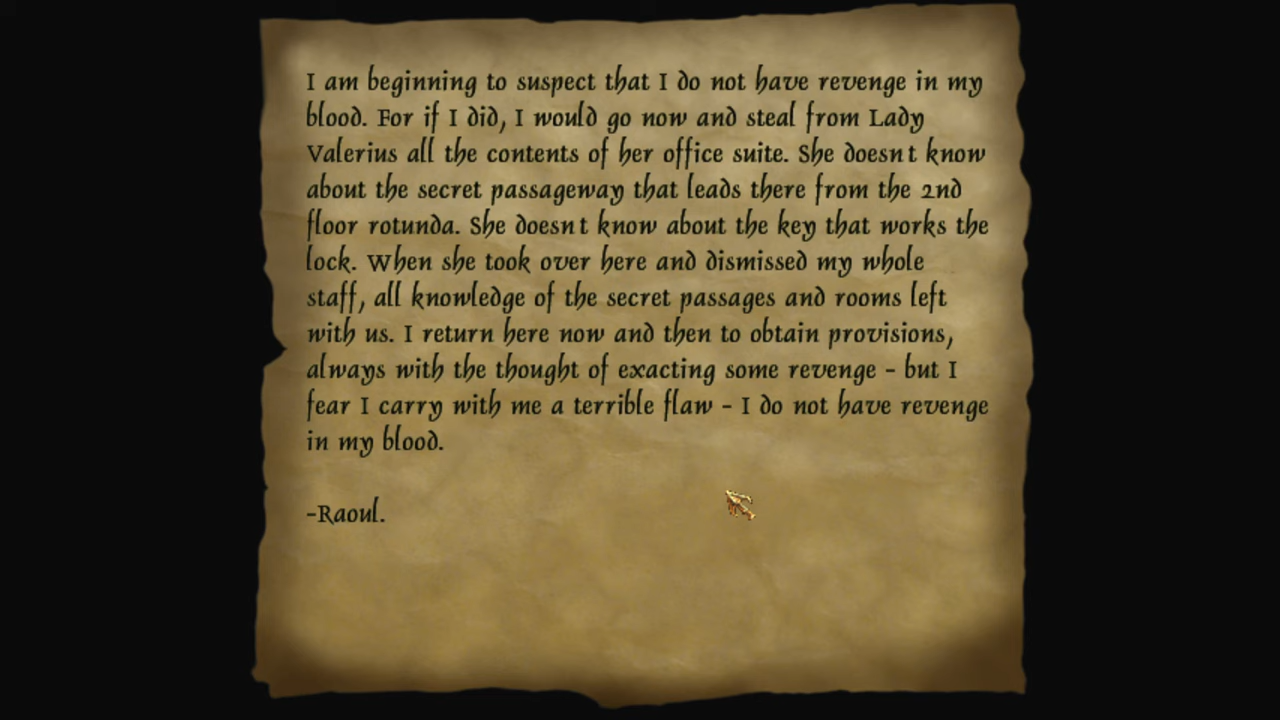 I am beginning to suspect that I do not have revenge in my
blood. For if I did, I would go now and steal from Lady
Valerius all the contents of her office suite. She doesnt know
about the secret passageway that leads there from the 2nd
floor rotunda. She doesnt know about the key that works the
lock. When she took over here and dismissed my whole
staff, all knowledge of the secret passages and rooms left
with us. I return here now and then to obtain provisions,
always with the thought of exacting some revenge - but I
fear I carry with me a terrible flaw - I do not have revenge
in my blood.
-Raoul.